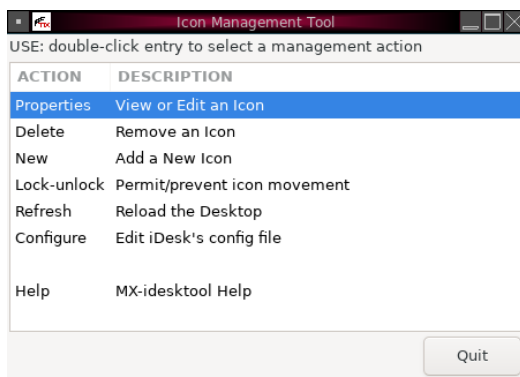 Icon Management Tool
USE: double-click entry to select a management action
ACTION DESCRIPTION
Properties View or Edit an Icon
Delete Remove an Icon
New Add a New Icon
Lock-unlock Permit/prevent icon movement
Refresh Reload the Desktop
Configure Edit iDesk's config file
Help MX-idesktool Help
Quit